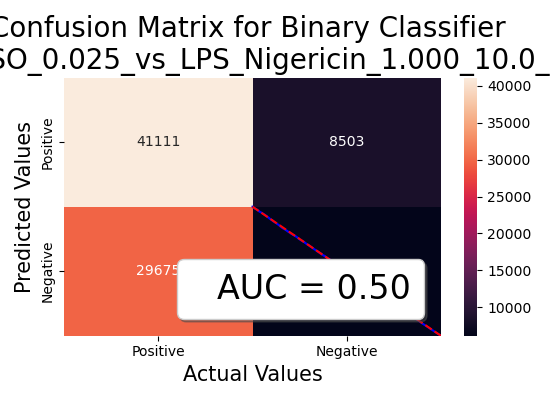 Confusion Matrix for Binary Classifier
SO_0.025_vs_LPS_Nigericin_1.000_10.0_
Predicted Values
Positive
Negative
41111
8503
29675
AUC = 0.50
Positive
Negative
Actual Values
40000
35000
30000
25000
20000
15000
10000